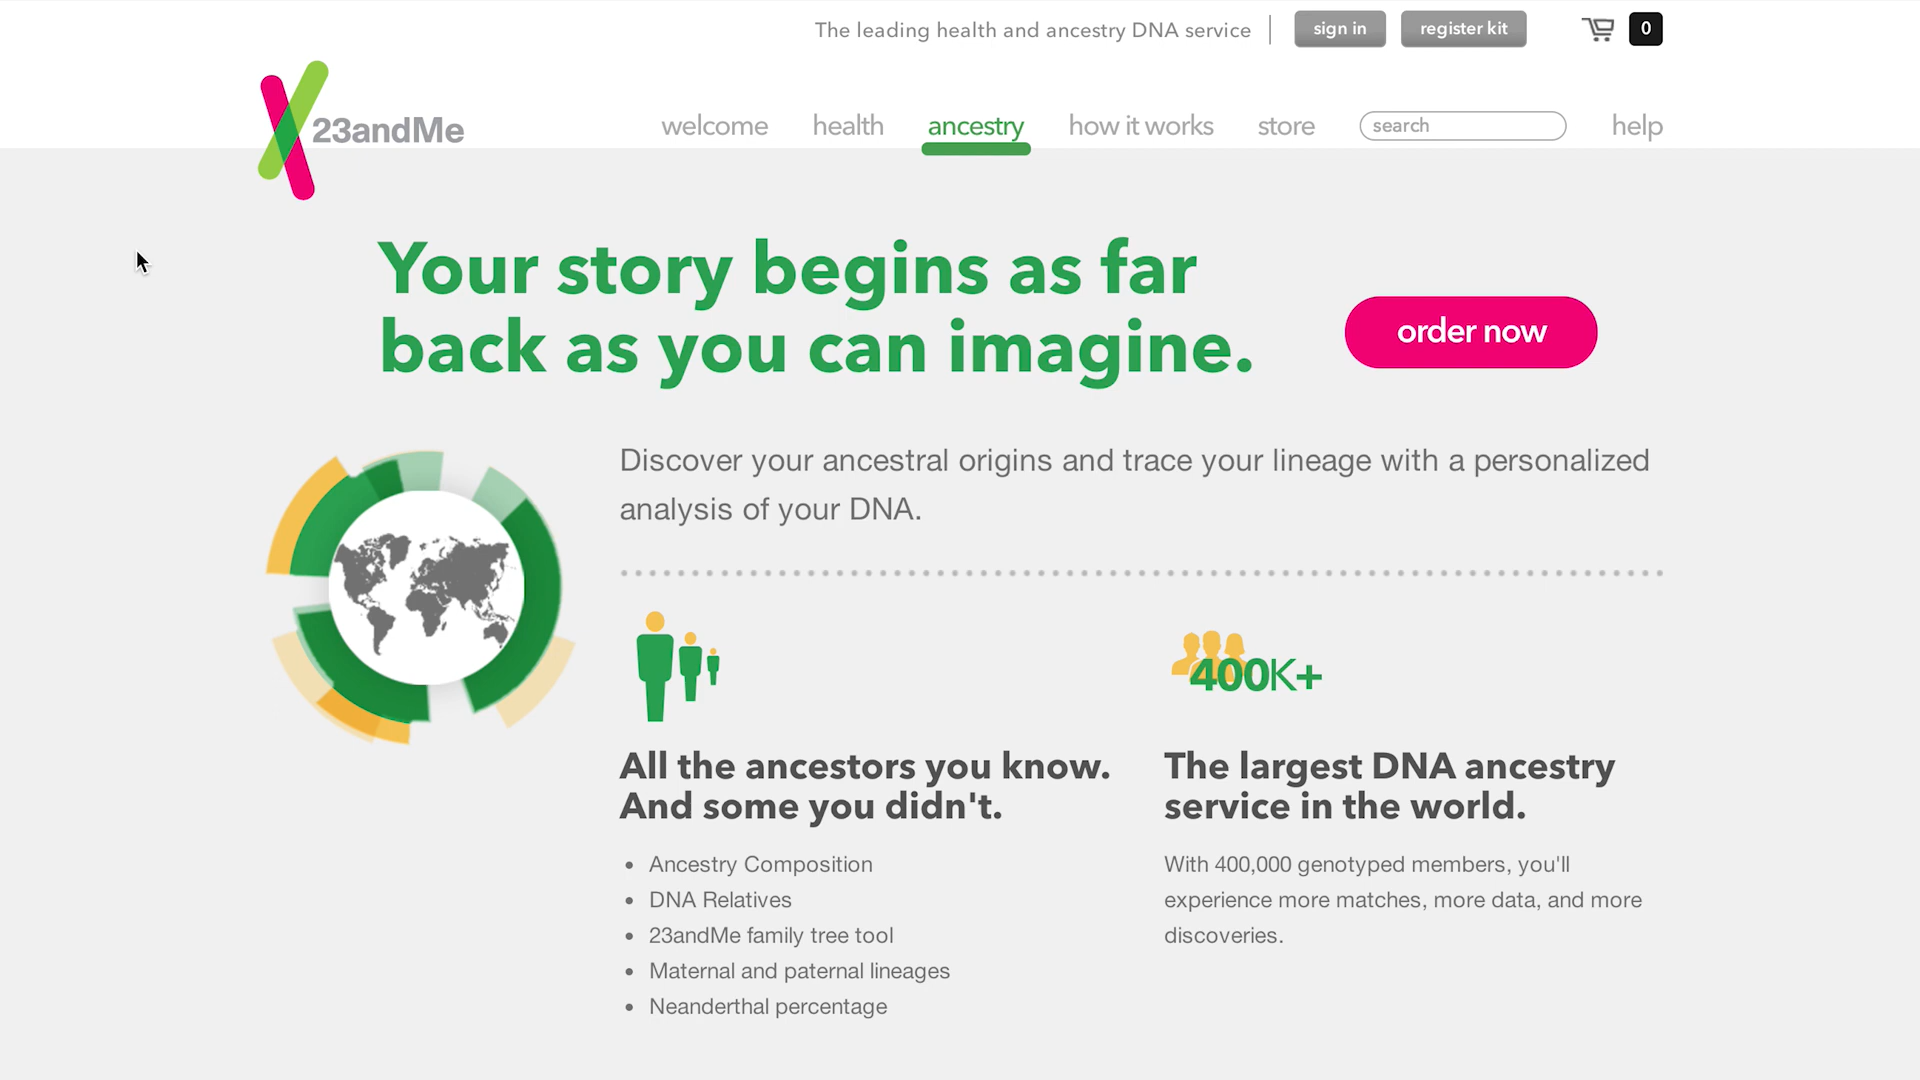 The leading health and ancestry DNA service
sign in
register kit
0
23andMe
welcome
health
ancestry
how it works
store
search
help
Your story begins as far
back as you can imagine.
order now
Discover your ancestral origins and trace your lineage with a personalized
analysis of your DNA.
400K+
All the ancestors you know.
And some you didn't.
• Ancestry Composition
• DNA Relatives
• 23andMe family tree tool
• Maternal and paternal lineages
• Neanderthal percentage
The largest DNA ancestry
service in the world.
With 400,000 genotyped members, you'll
experience more matches, more data, and more
discoveries.